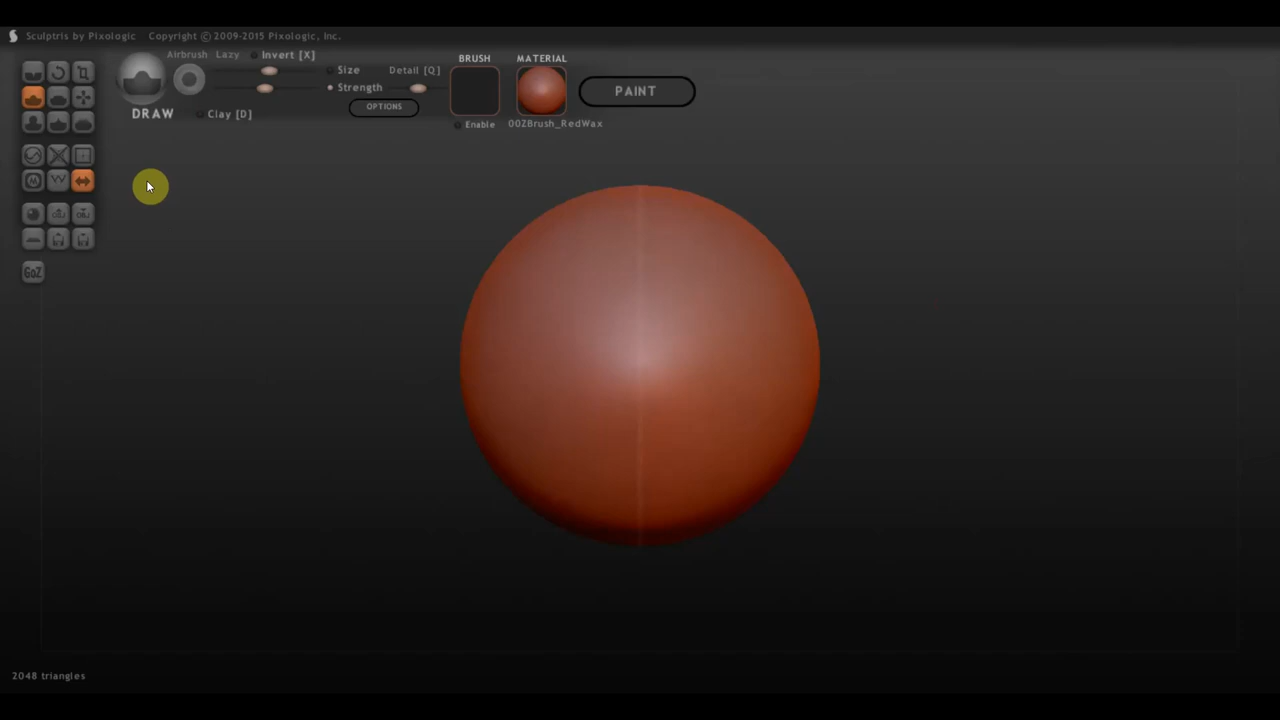 Sculptris by Pixologic Copyright © 2009-2015 Pixologic, Inc.
Airbrush Lazy Invert [X]
Size Detail [Q]
Strength
OPTIONS
DRAW Clay [D]
BRUSH
Enable
MATERIAL
00ZBrush_RedWax
PAINT
GoZ
2048 triangles